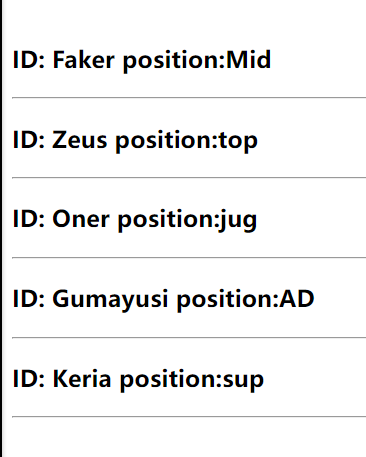 ID: Faker position:Mid
ID: Zeus position:top
ID: Oner position:jug
ID: Gumayusi position:AD
ID: Keria position:sup